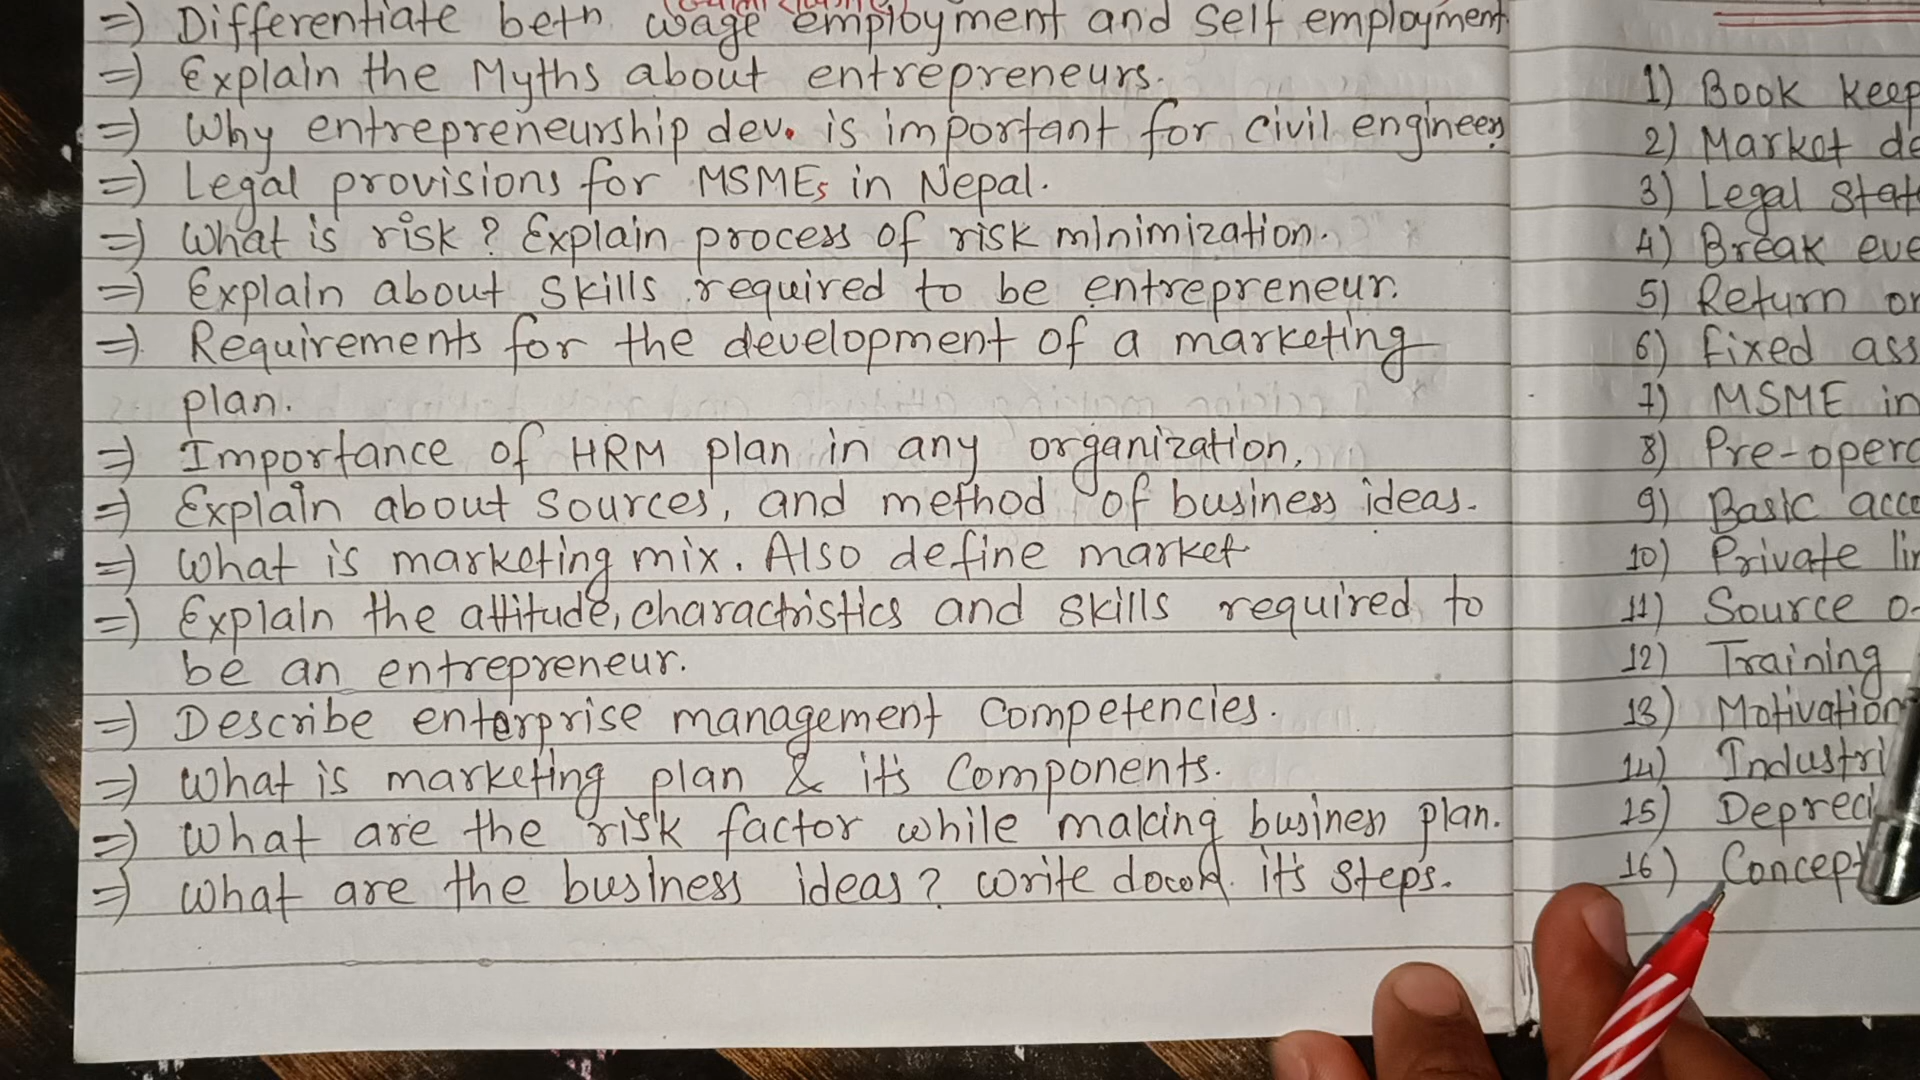 =) Differentiate betn wage employment and self employment
=) Explain the Myths about entrepreneurs.
=) Why entrepreneurship dev. is important for civil engineers
=) Legal provisions for MSMEs in Nepal.
=) What is risk? Explain process of risk minimization.
=) Explain about skills required to be entrepreneur.
=) Requirements for the development of a marketing
plan.
=) Importance of HRM plan in any organization.
=) Explain about sources, and method of business ideas.
=) What is marketing mix. Also define market
=) Explain the attitude, charactristics and skills required to
be an entrepreneur.
=) Describe enterprise management competencies.
=) What is marketing plan & it's components.
=) What are the risk factor while making business plan.
=) What are the business ideas? Write down it's steps.
1) Book keep
2) Market de
3) Legal stat
4) Break eve
5) Return or
6) fixed ass
7) MSME in
8) Pre-opera
9) Basic acco
10) Private lim
11) Source o
12) Training
13) Motivation
14) Industri
15) Depreci
16) Concept